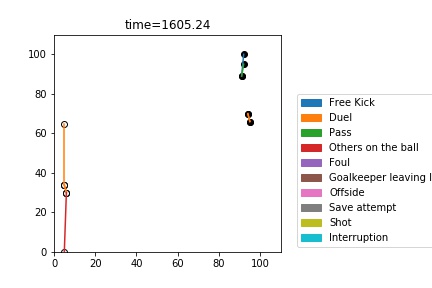 time=1605.24
100
80
60
40
20
0
0 20 40 60 80 100
Free Kick
Duel
Pass
Others on the ball
Foul
Goalkeeper leaving l
Offside
Save attempt
Shot
Interruption